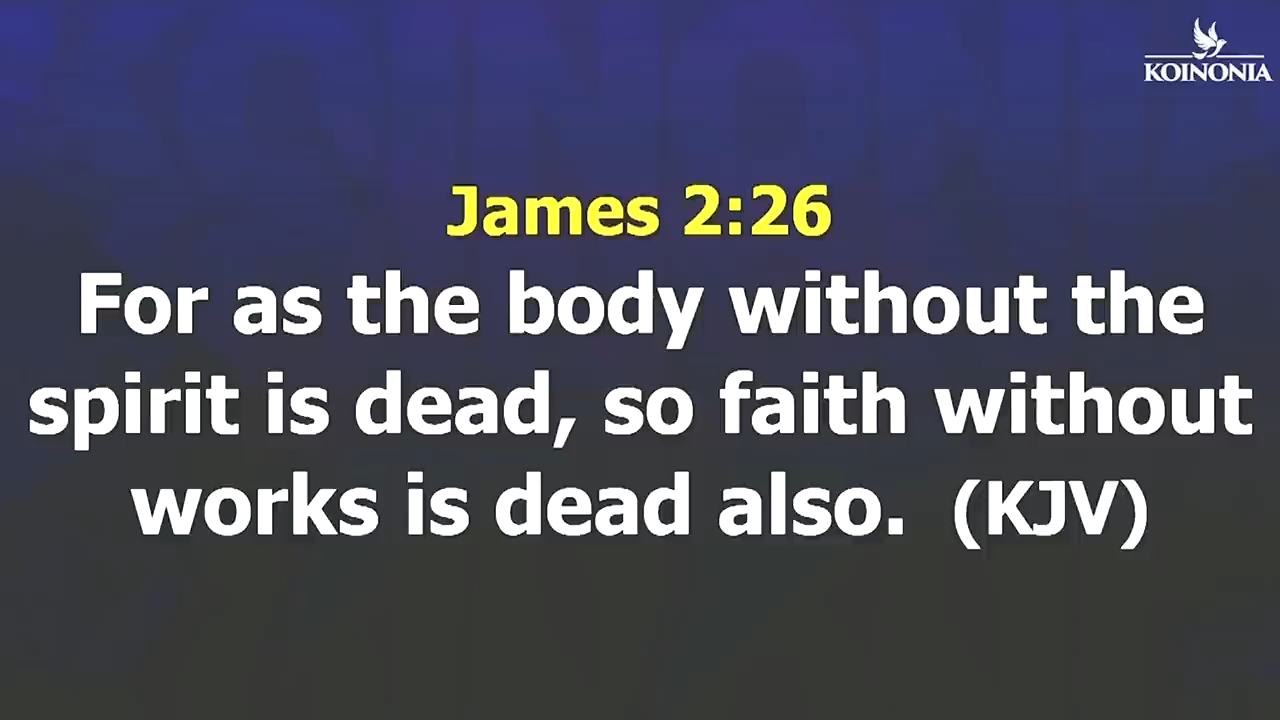 KOINONIA
James 2:26
For as the body without the
spirit is dead, so faith without
works is dead also.  (KJV)